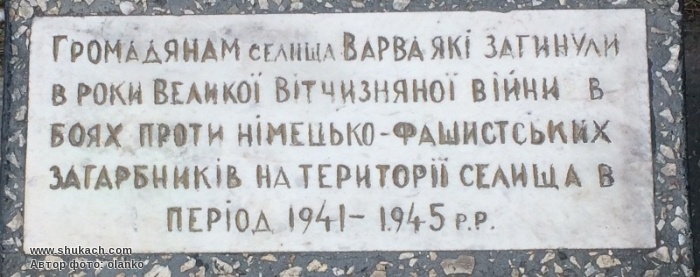 Громадянам селища Варва які загинули
в роки Великої Вітчизняної війни в
боях проти німецько-фашистських
загарбників на території селища в
період 1941-1945 р.р.
www.shukach.com
Автор фото: olanko